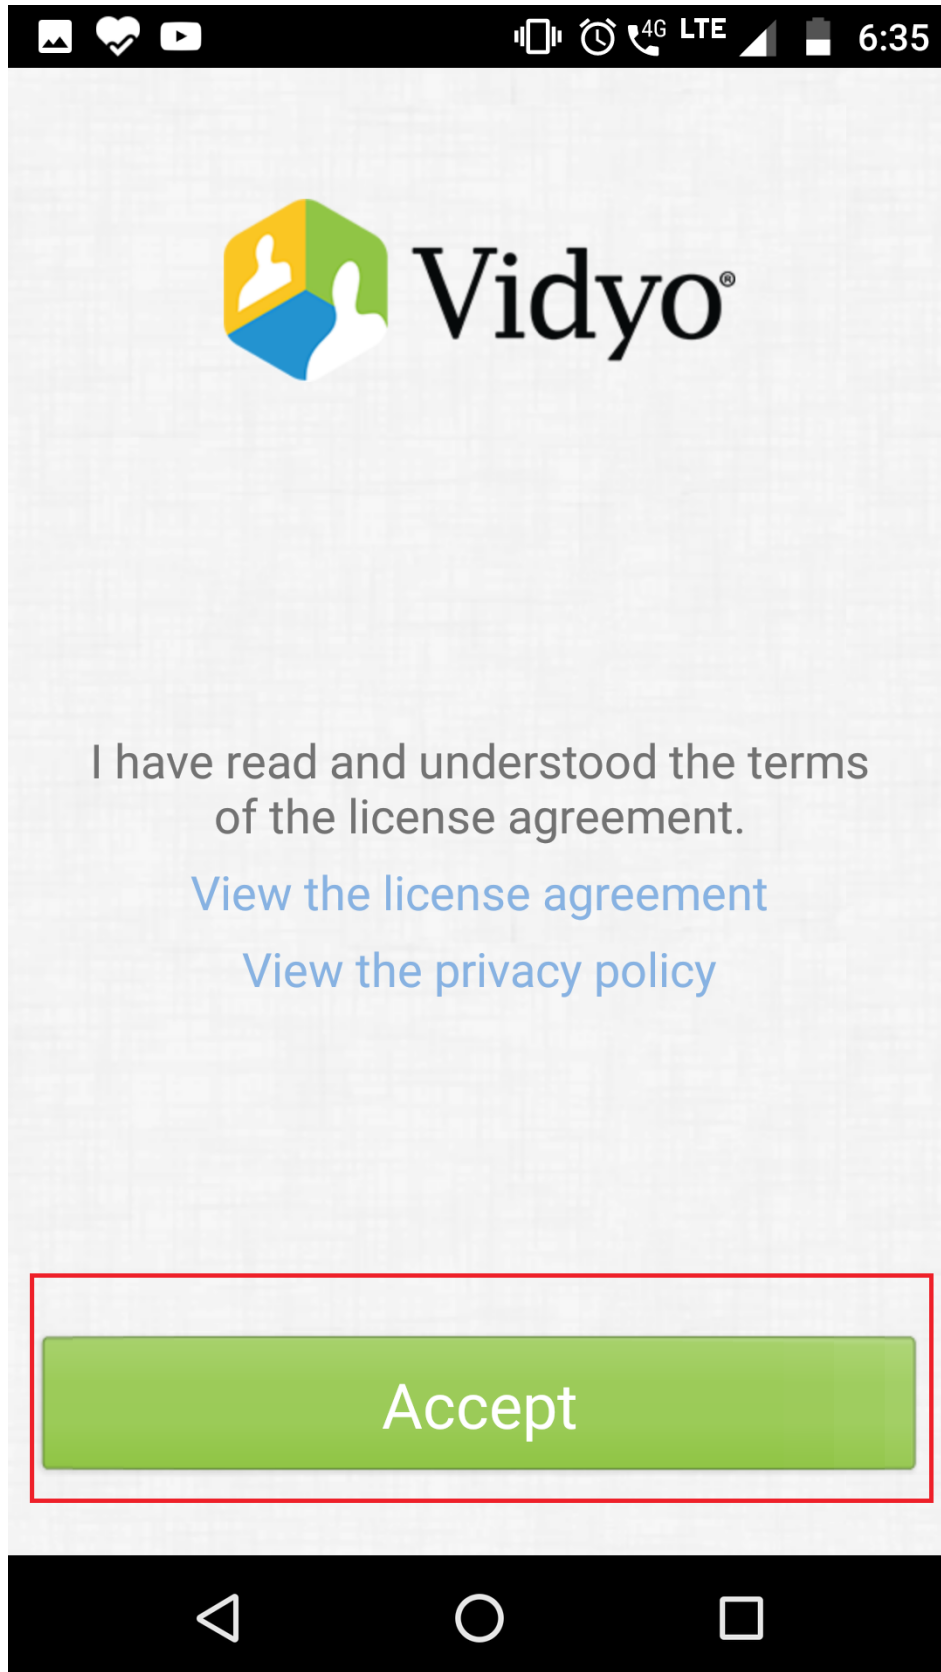 4G LTE 6:35
Vidyo®
I have read and understood the terms
of the license agreement.
View the license agreement
View the privacy policy
Accept